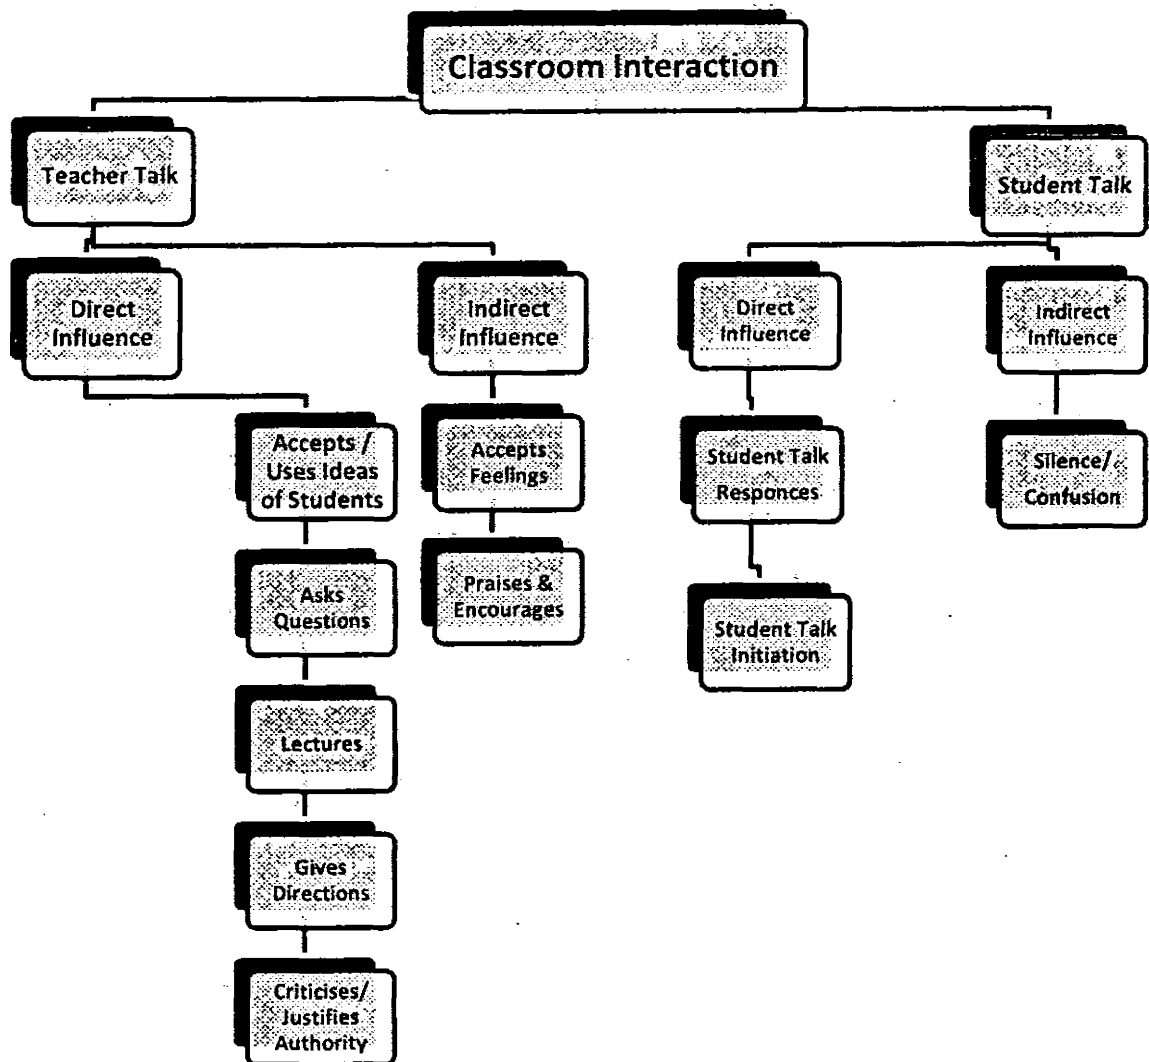 Classroom Interaction
Teacher Talk
Student Talk
Direct
Influence
Indirect
Influence
Direct
Influence
Indirect
Influence
Accepts /
Uses Ideas
of Students
Accepts
Feelings
Student Talk
Responces
Silence/
Confusion
Asks
Questions
Praises &
Encourages
Student Talk
Initiation
Lectures
Gives
Directions
Criticises/
Justifies
Authority